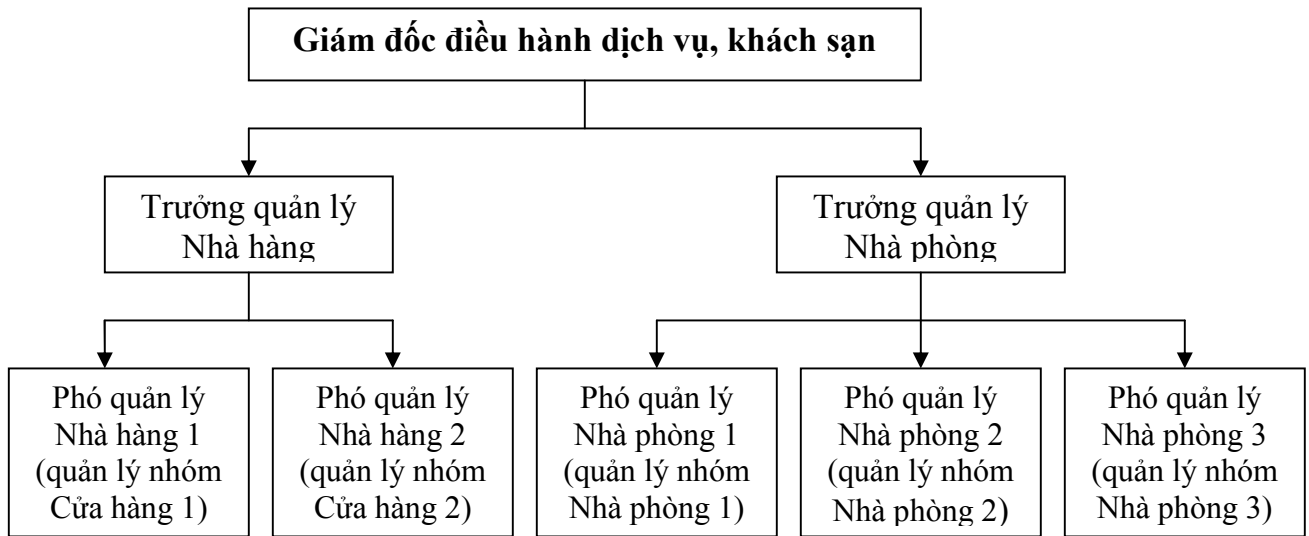 Giám đốc điều hành dịch vụ, khách sạn
Trưởng quản lý
Nhà hàng
Trưởng quản lý
Nhà phòng
Phó quản lý
Nhà hàng 1
(quản lý nhóm
Cửa hàng 1)
Phó quản lý
Nhà hàng 2
(quản lý nhóm
Cửa hàng 2)
Phó quản lý
Nhà phòng 1
(quản lý nhóm
Nhà phòng 1)
Phó quản lý
Nhà phòng 2
(quản lý nhóm
Nhà phòng 2)
Phó quản lý
Nhà phòng 3
(quản lý nhóm
Nhà phòng 3)